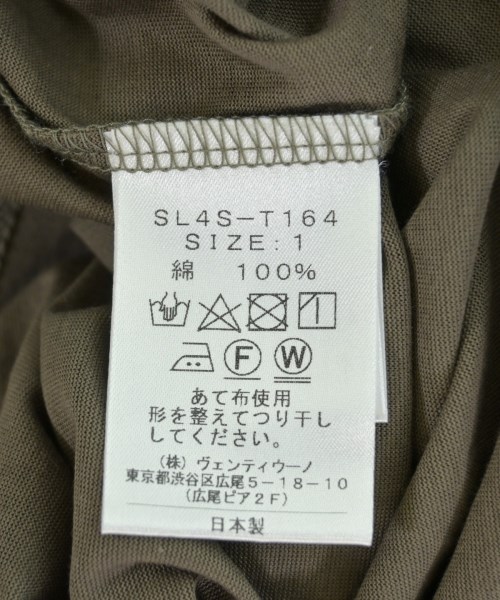 SL4S-T164
SIZE:1
綿 100%
F W
あて布使用
形を整えてつり干し
してください。
(株) ヴェンティウーノ
東京都渋谷区広尾5-18-10
(広尾ピア2F)
日本製